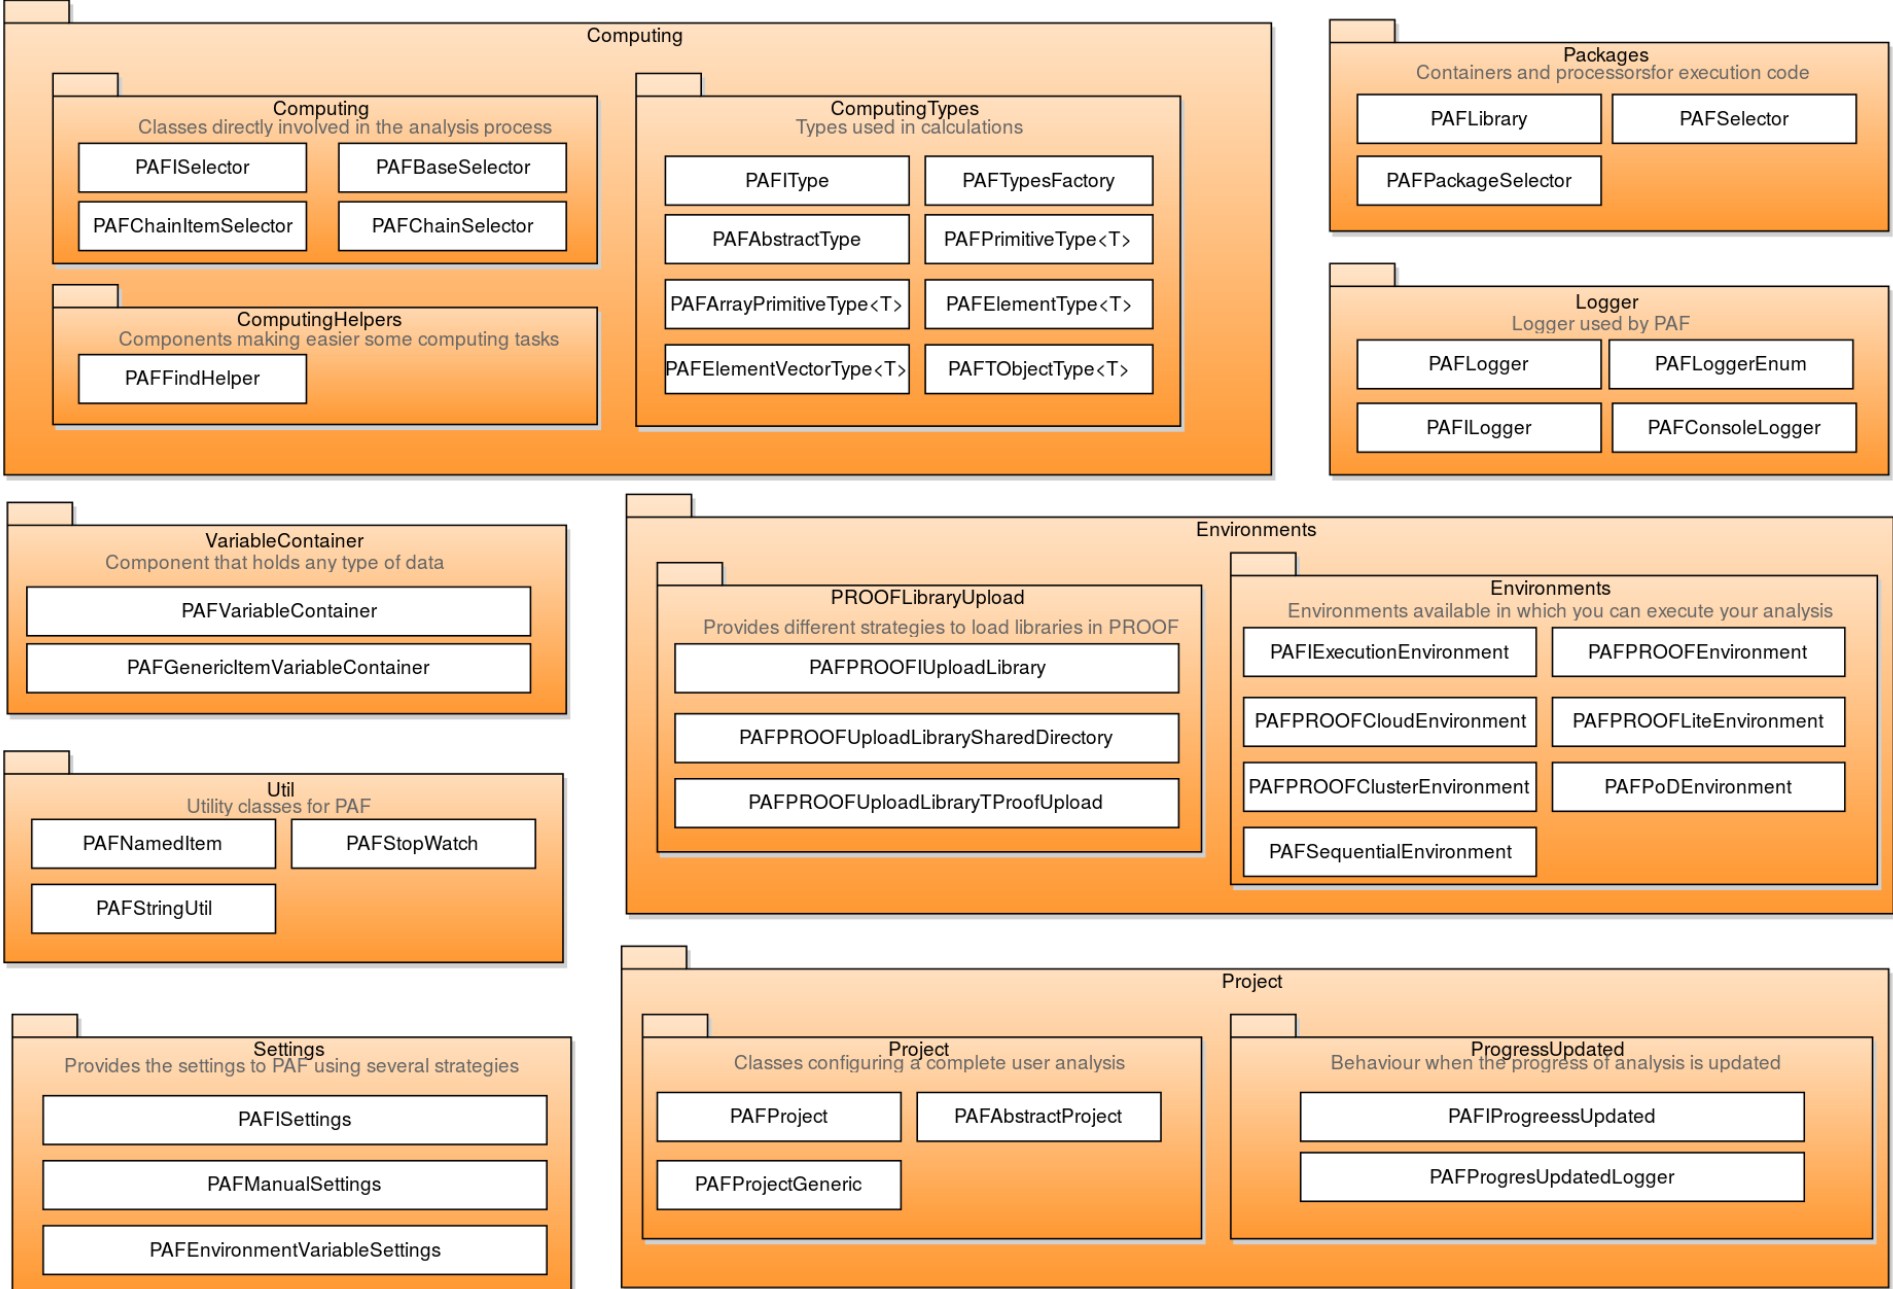 Computing
Computing
Classes directly involved in the analysis process
PAFISelector
PAFBaseSelector
PAFChainItemSelector
PAFChainSelector
ComputingHelpers
Components making easier some computing tasks
PAFFindHelper
ComputingTypes
Types used in calculations
PAFIType
PAFTypesFactory
PAFAbstractType
PAFPrimitiveType<T>
PAFArrayPrimitiveType<T>
PAFElementType<T>
PAFElementVectorType<T>
PAFTObjectType<T>
Packages
Containers and processorsfor execution code
PAFLibrary
PAFSelector
PAFPackageSelector
Logger
Logger used by PAF
PAFLogger
PAFLoggerEnum
PAFILogger
PAFConsoleLogger
VariableContainer
Component that holds any type of data
PAFVariableContainer
PAFGenericItemVariableContainer
Environments
PROOFLibraryUpload
Provides different strategies to load libraries in PROOF
PAFPROOFIUploadLibrary
PAFPROOFUploadLibrarySharedDirectory
PAFPROOFUploadLibraryTProofUpload
Environments
Environments available in which you can execute your analysis
PAFIExecutionEnvironment
PAFPROOFEnvironment
PAFPROOFCloudEnvironment
PAFPROOFLiteEnvironment
PAFPROOFClusterEnvironment
PAFPoDEnvironment
PAFSequentialEnvironment
Util
Utility classes for PAF
PAFNamedItem
PAFStopWatch
PAFStringUtil
Settings
Provides the settings to PAF using several strategies
PAFISettings
PAFManualSettings
PAFEnvironmentVariableSettings
Project
Project
Classes configuring a complete user analysis
PAFProject
PAFAbstractProject
PAFProjectGeneric
ProgressUpdated
Behaviour when the progress of analysis is updated
PAFIProgreessUpdated
PAFProgresUpdatedLogger